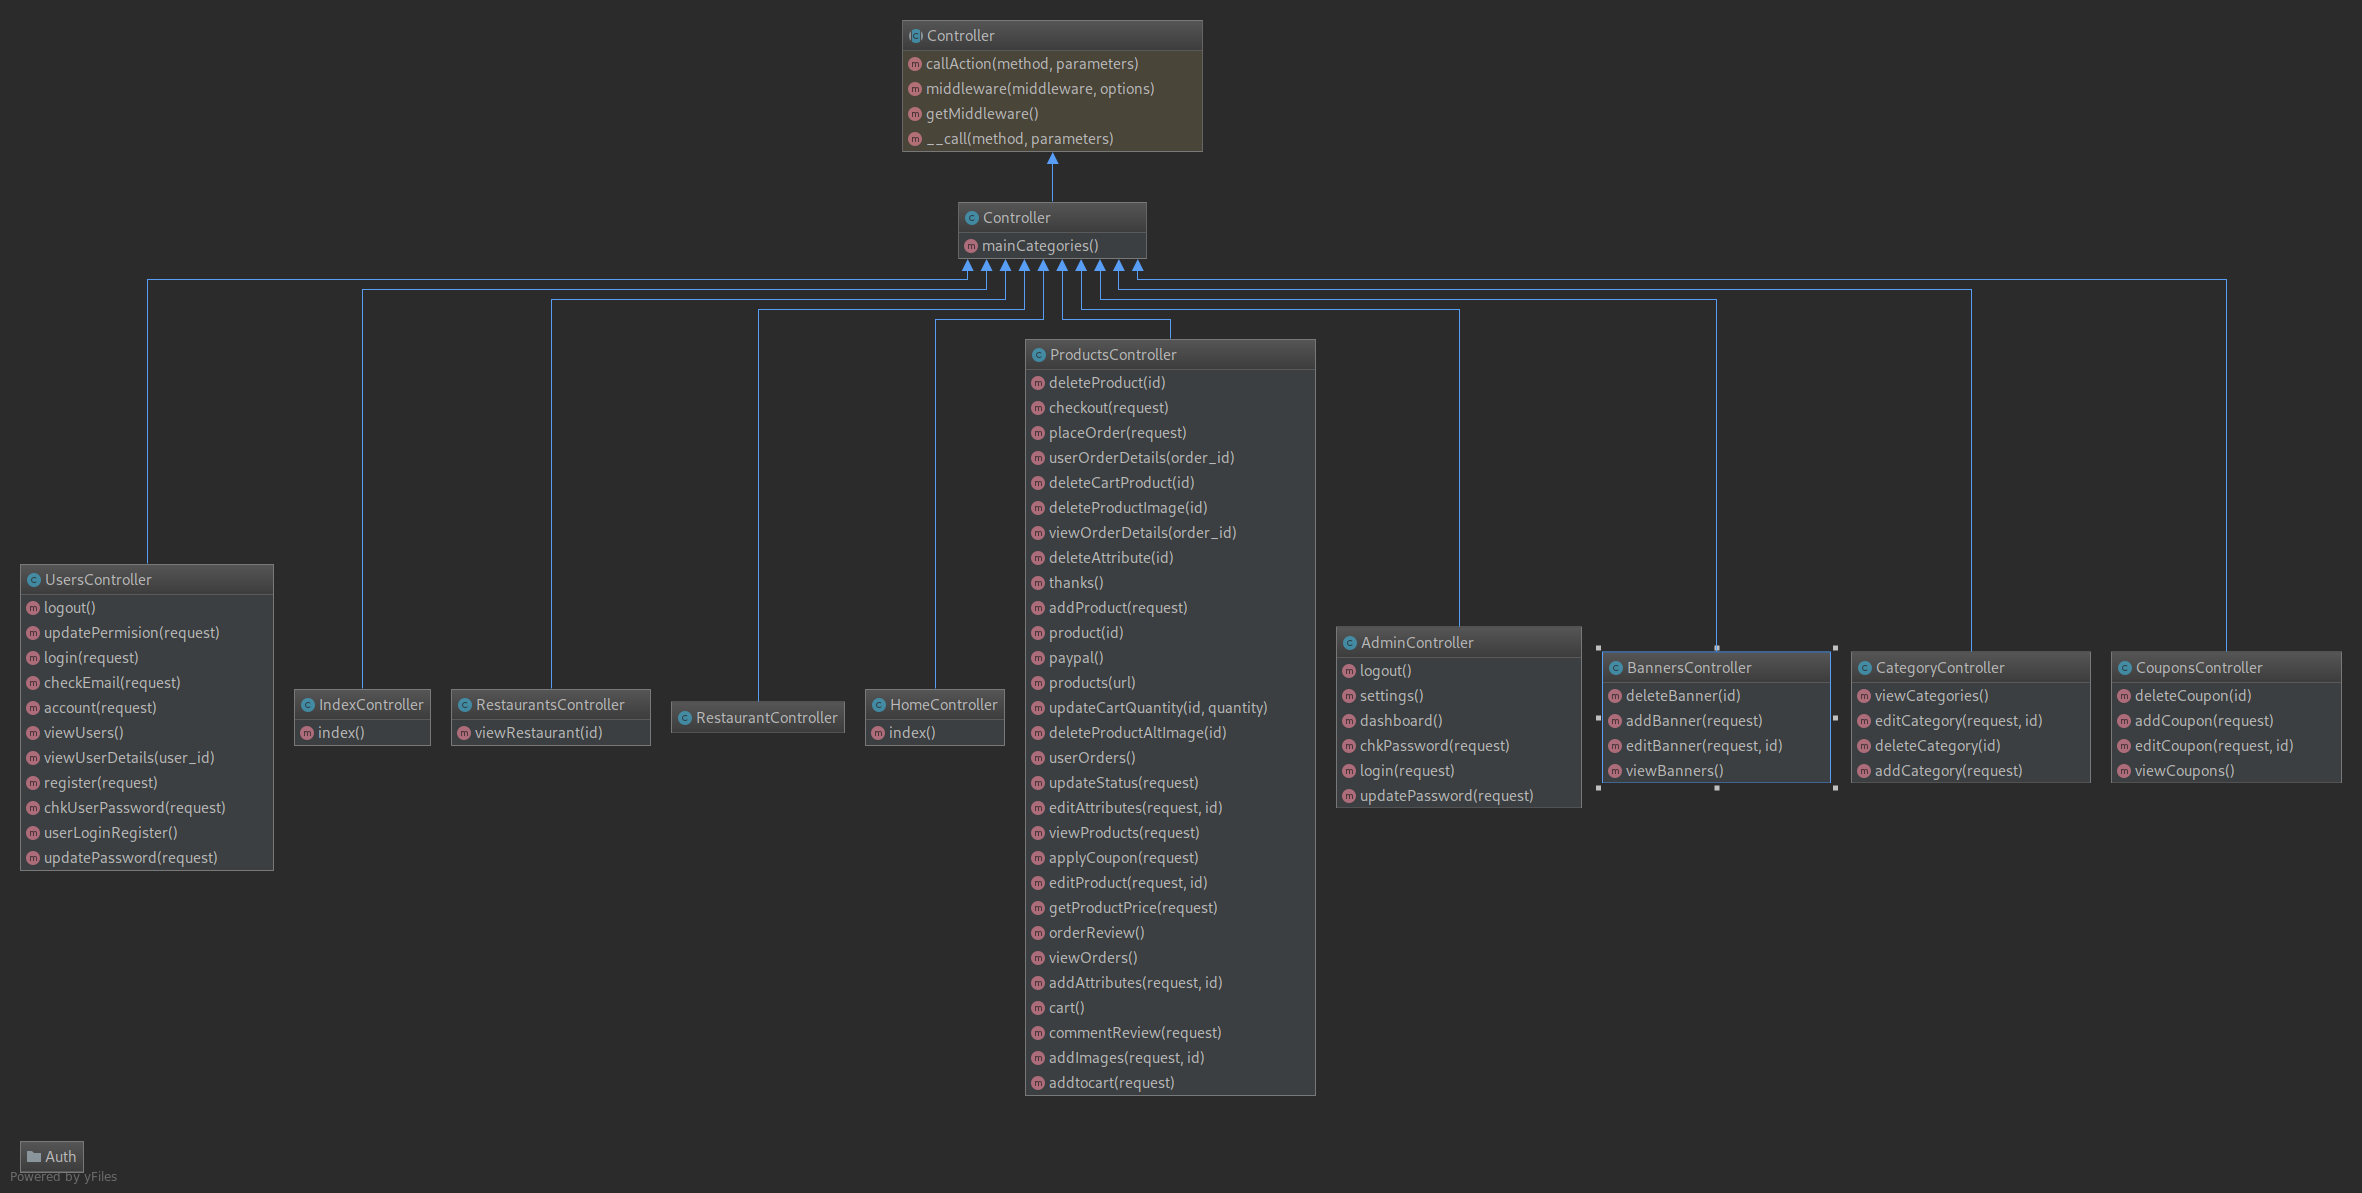 Controller
callAction(method, parameters)
middleware(middleware, options)
getMiddleware()
__call(method, parameters)
Controller
mainCategories()
UsersController
logout()
updatePermision(request)
login(request)
checkEmail(request)
account(request)
viewUsers()
viewUserDetails(user_id)
register(request)
chkUserPassword(request)
userLoginRegister()
updatePassword(request)
IndexController
index()
RestaurantsController
viewRestaurant(id)
RestaurantController
HomeController
index()
ProductsController
deleteProduct(id)
checkout(request)
placeOrder(request)
userOrderDetails(order_id)
deleteCartProduct(id)
deleteProductImage(id)
viewOrderDetails(order_id)
deleteAttribute(id)
thanks()
addProduct(request)
product(id)
paypal()
products(url)
updateCartQuantity(id, quantity)
deleteProductAltImage(id)
userOrders()
updateStatus(request)
editAttributes(request, id)
viewProducts(request)
applyCoupon(request)
editProduct(request, id)
getProductPrice(request)
orderReview()
viewOrders()
addAttributes(request, id)
cart()
commentReview(request)
addImages(request, id)
addtocart(request)
AdminController
logout()
settings()
dashboard()
chkPassword(request)
login(request)
updatePassword(request)
BannersController
deleteBanner(id)
addBanner(request)
editBanner(request, id)
viewBanners()
CategoryController
viewCategories()
editCategory(request, id)
deleteCategory(id)
addCategory(request)
CouponsController
deleteCoupon(id)
addCoupon(request)
editCoupon(request, id)
viewCoupons()
Auth
Powered by yFiles